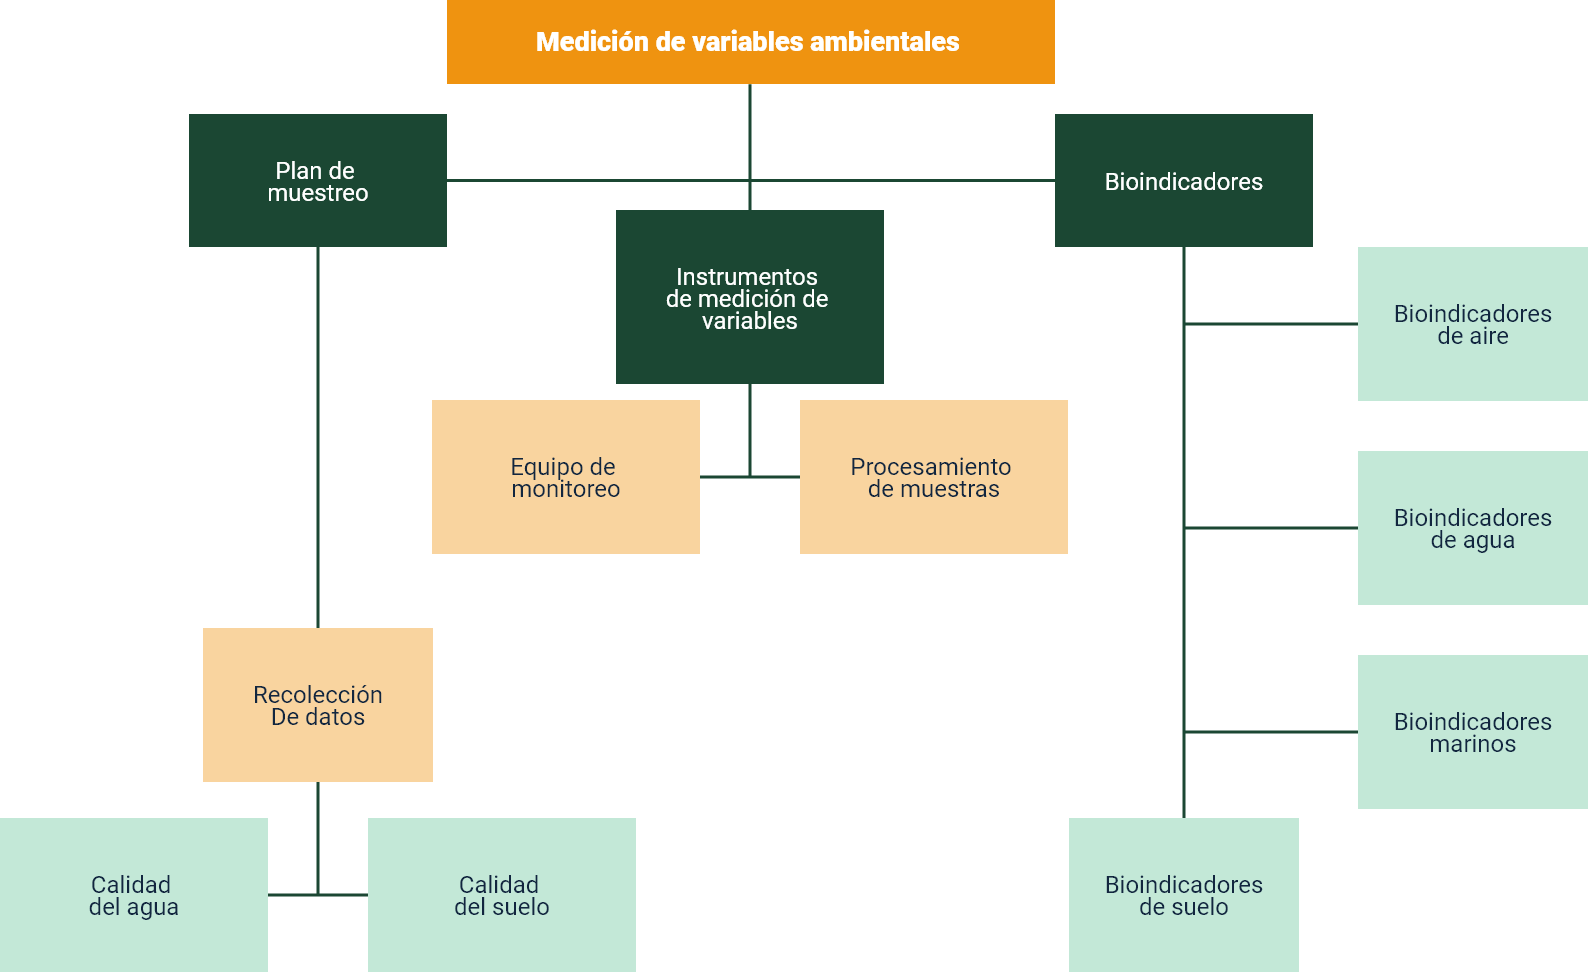 Medición de variables ambientales
Plan de
muestreo
Bioindicadores
Instrumentos
de medición de
variables
Bioindicadores
de aire
Equipo de
monitoreo
Procesamiento
de muestras
Bioindicadores
de agua
Recolección
De datos
Bioindicadores
marinos
Calidad
del agua
Calidad
del suelo
Bioindicadores
de suelo